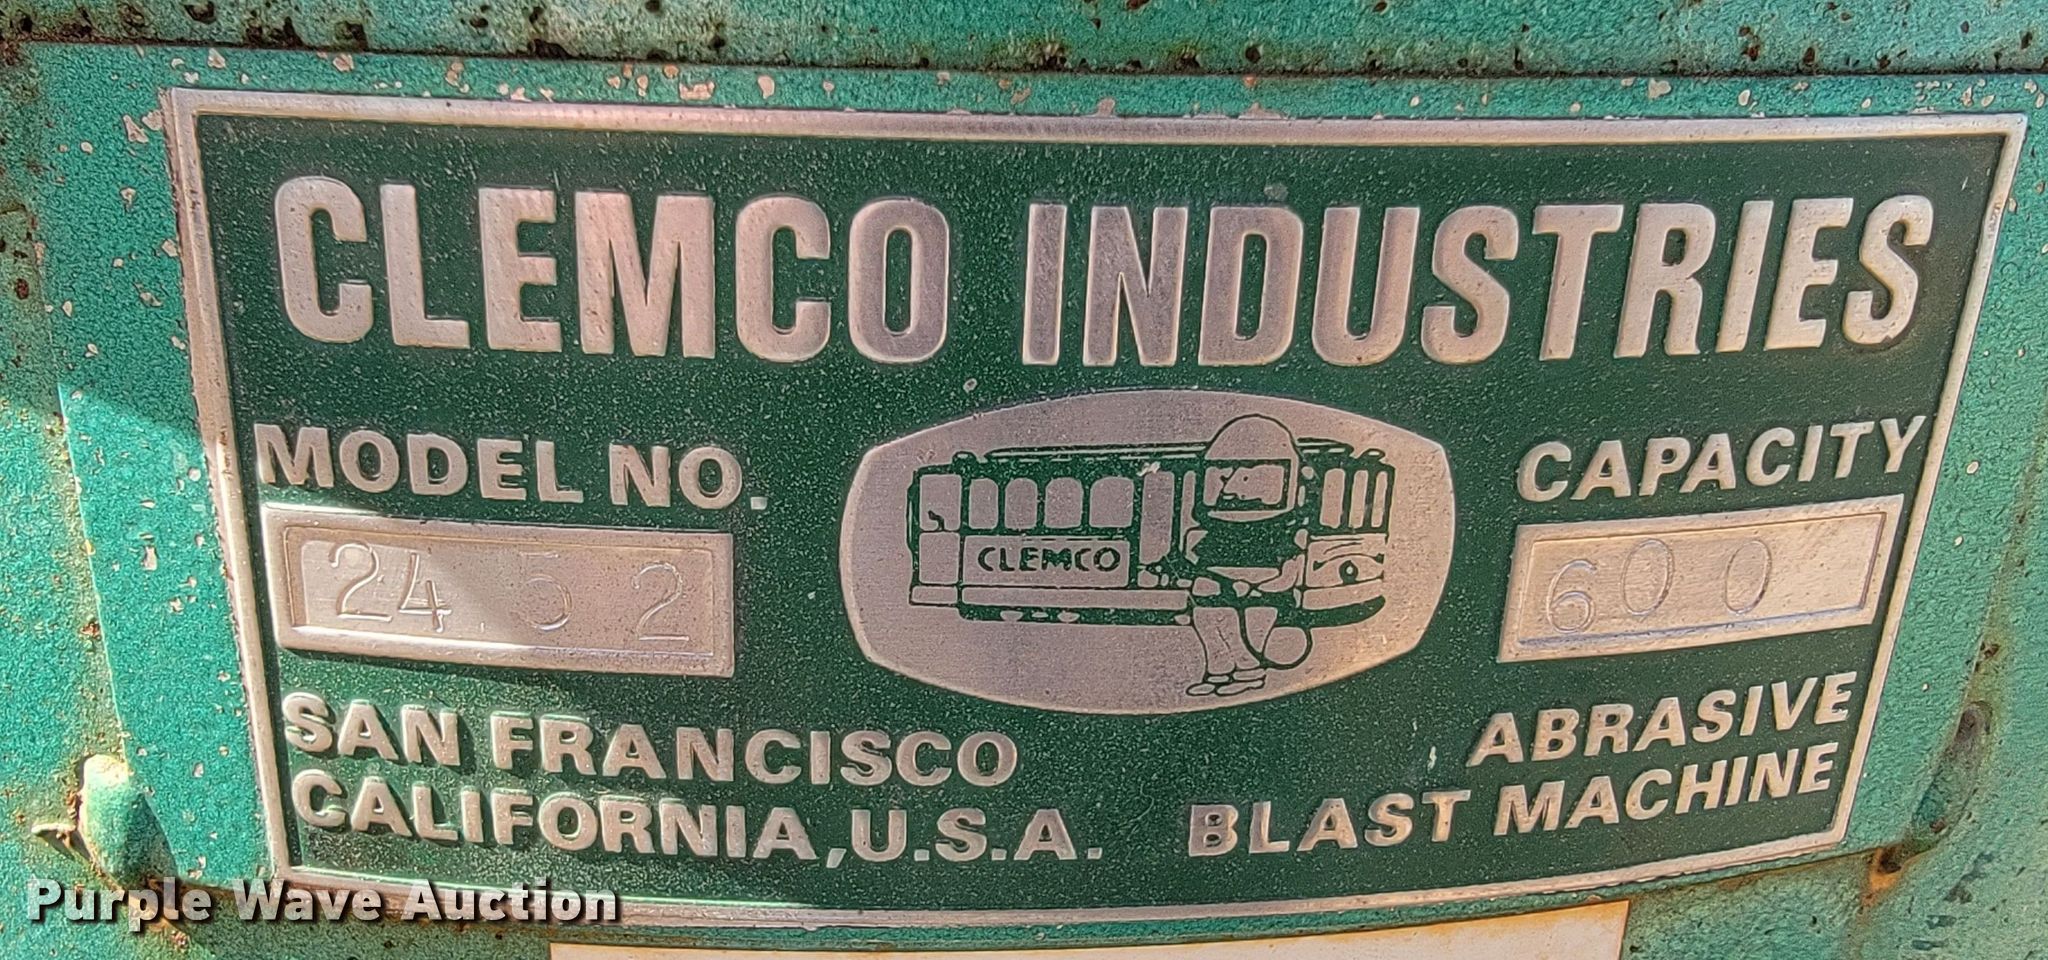 CLEMCO INDUSTRIES
MODEL NO.
2452
CLEMCO
CAPACITY
600
SAN FRANCISCO
CALIFORNIA, U.S.A.
ABRASIVE
BLAST MACHINE
Purple Wave Auction